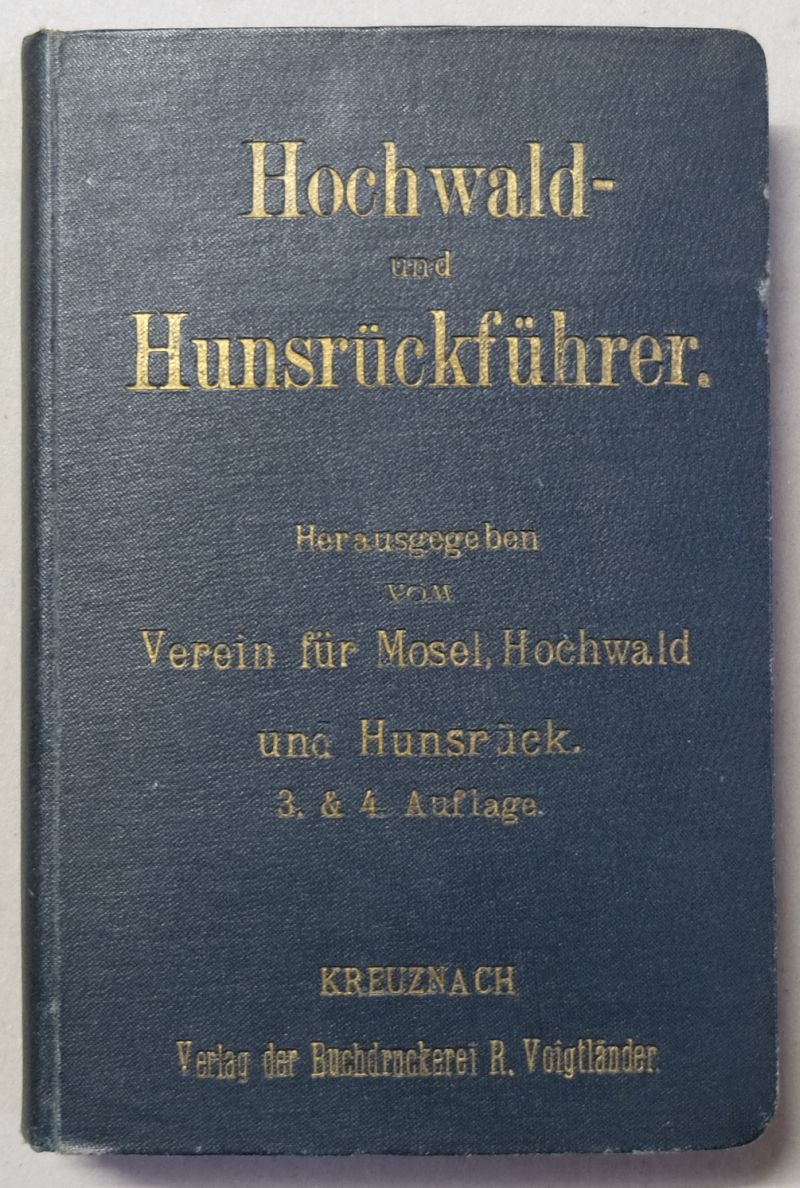 Hochwald-
und
Hunsrückführer.
Herausgegeben
vom
Verein für Mosel, Hochwald
und Hunsrück.
3. & 4. Auflage.
KREUZNACH
Verlag der Buchdruckerei R. Voigtländer.